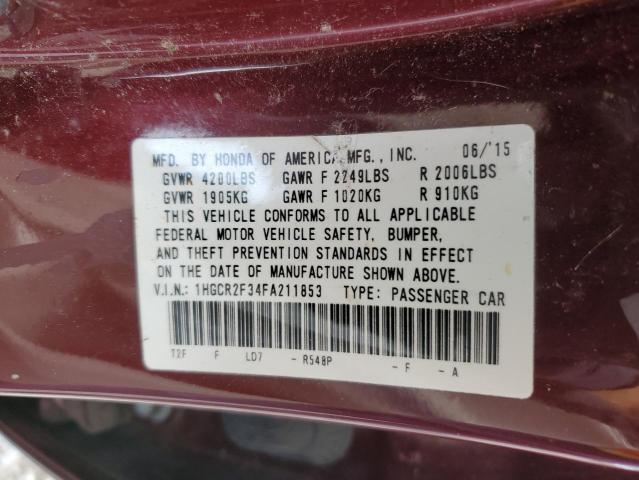 MFD. BY HONDA OF AMERICA MFG., INC. 06/'15
GVWR 4200LBS GAWR F 2249LBS R 2006LBS
GVWR 1905KG GAWR F 1020KG R 910KG
THIS VEHICLE CONFORMS TO ALL APPLICABLE
FEDERAL MOTOR VEHICLE SAFETY, BUMPER,
AND THEFT PREVENTION STANDARDS IN EFFECT
ON THE DATE OF MANUFACTURE SHOWN ABOVE.
V.I.N.: 1HGCR2F34FA211853 TYPE: PASSENGER CAR
T2F F LD7 - R548P - F - A